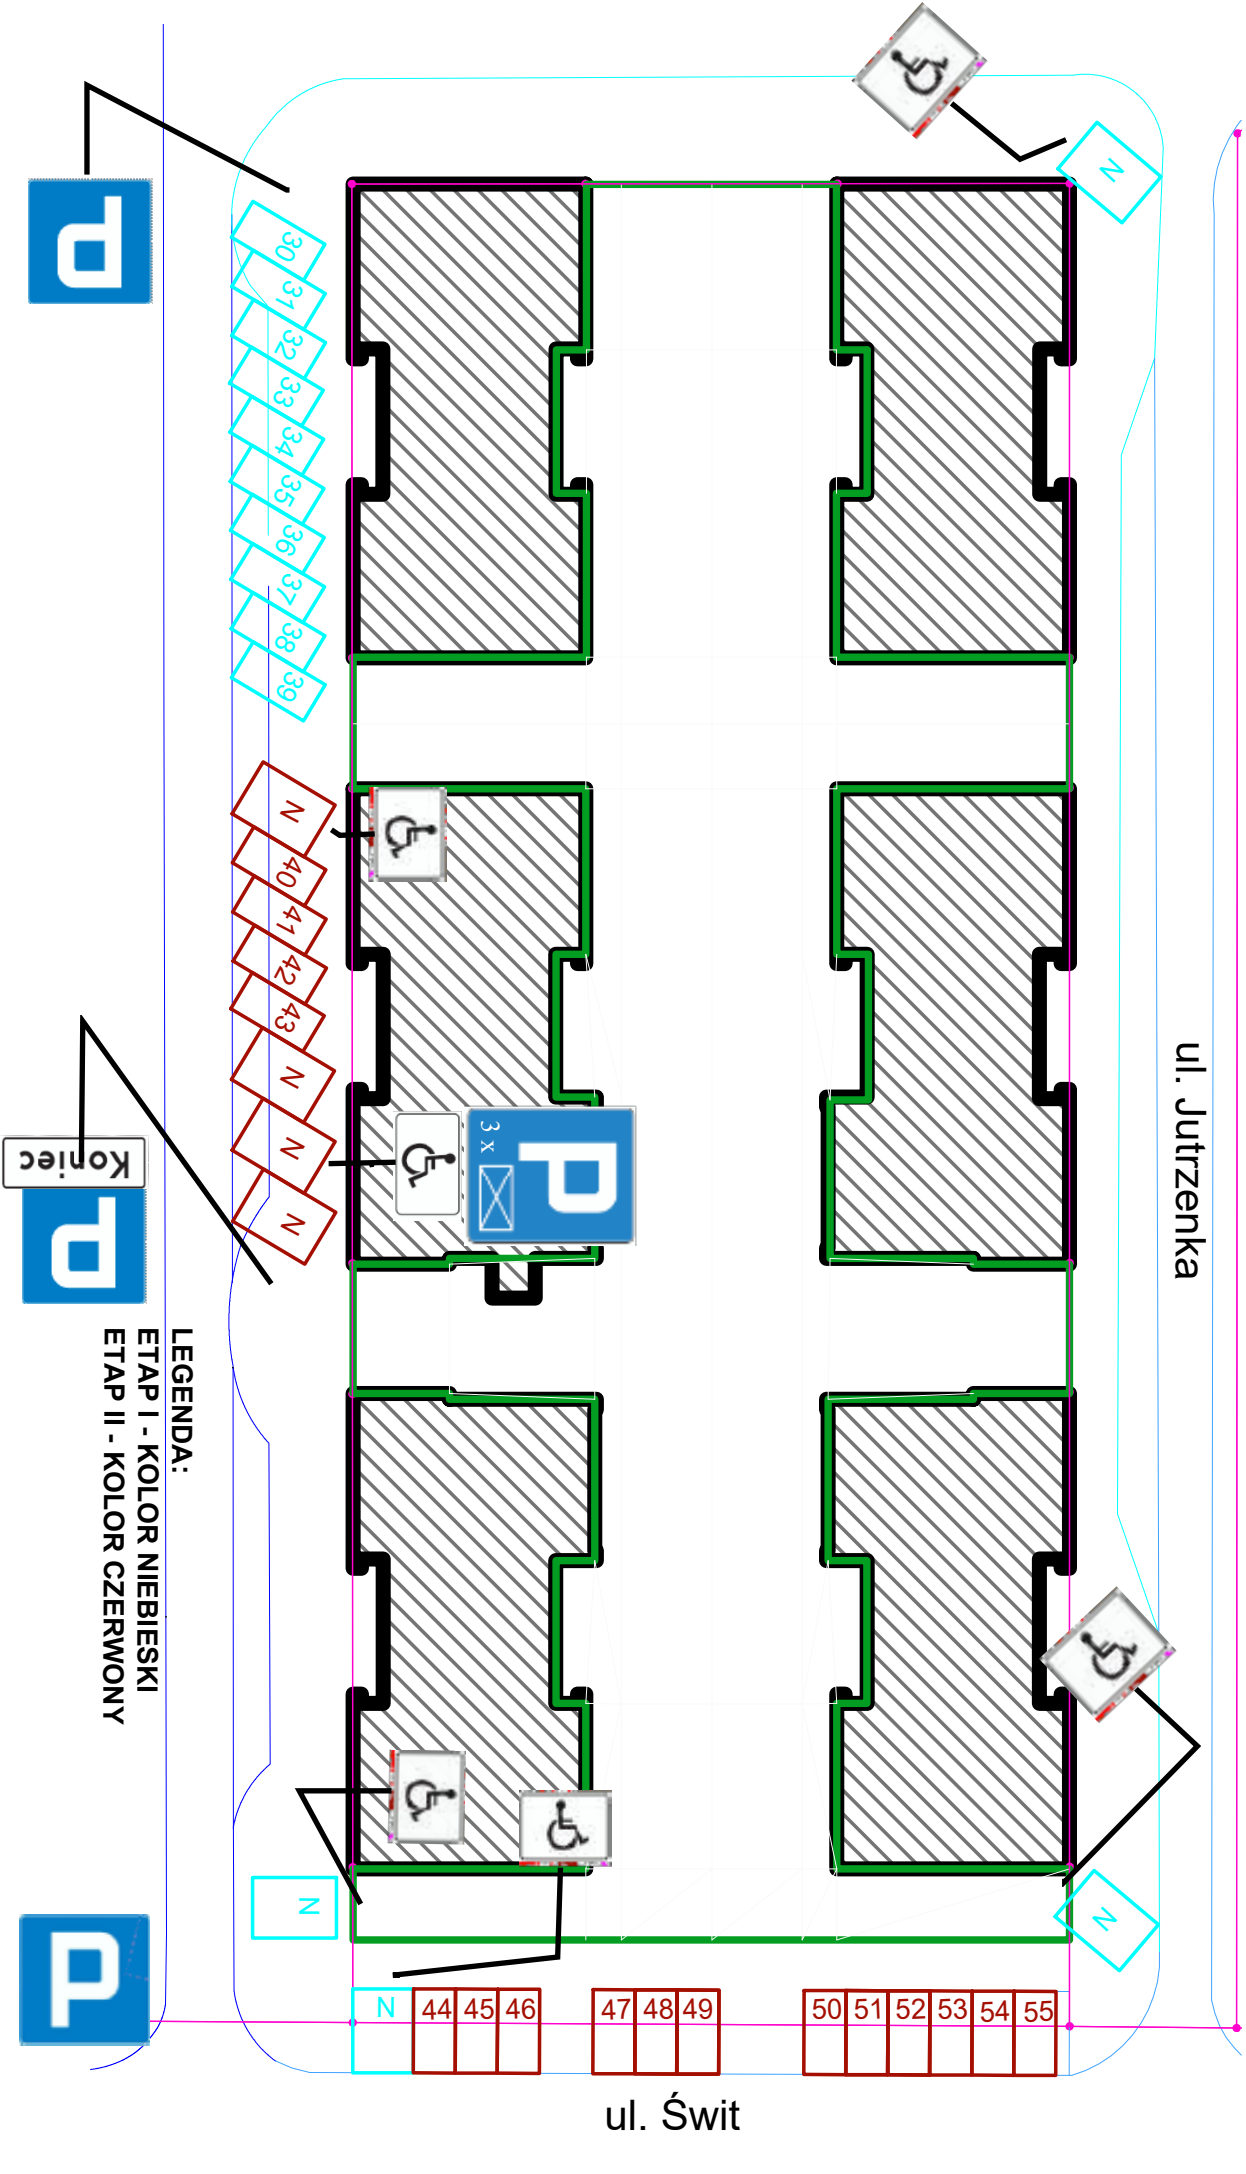 N
P
30
31
32
33
34
35
36
37
38
39
N
40
41
42
43
N
N
N
3 x
P
Koniec
P
ul. Jutrzenka
LEGENDA:
ETAP I - KOLOR NIEBIESKI
ETAP II - KOLOR CZERWONY
N
N
P
N 44 45 46 47 48 49 50 51 52 53 54 55
ul. Świt